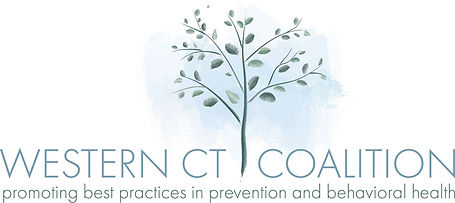 WESTERN CT COALITION
promoting best practices in prevention and behavioral health